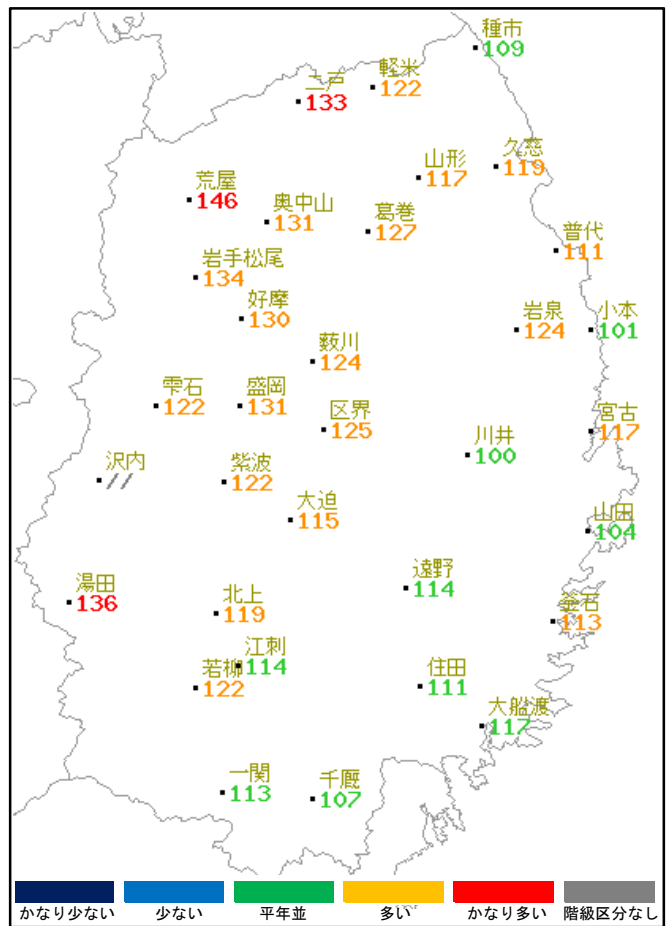 種市
109
軽米
122
二戸
133
久慈
119
山形
117
荒屋
146
奥中山
131
葛巻
127
普代
111
岩手松尾
134
好摩
130
岩泉
124
小本
101
薮川
124
雫石
122
盛岡
131
区界
125
宮古
117
川井
100
沢内
//
紫波
122
大迫
115
山田
104
遠野
114
湯田
136
北上
119
釜石
113
江刺
114
若柳
122
住田
111
大船渡
117
一関
113
千厩
107
かなり少ない 少ない 平年並 多い かなり多い 階級区分なし